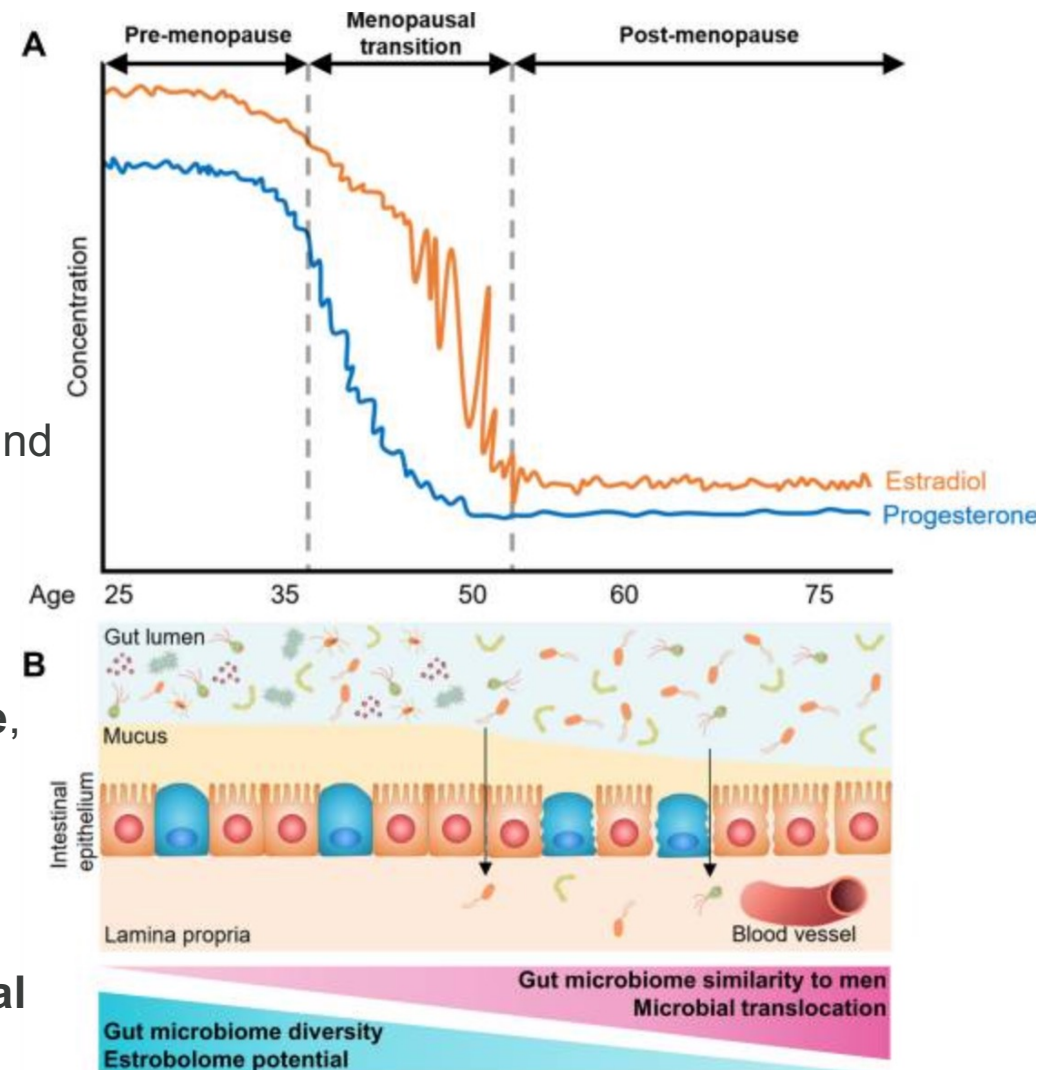 A
Pre-menopause
Menopausal
transition
Post-menopause
Concentration
nd
Estradiol
Progesterone
Age 25 35 50 60 75
B
Gut lumen
e,
Mucus
Intestinal
epithelium
Lamina propria
Blood vessel
al
Gut microbiome similarity to men
Microbial translocation
Gut microbiome diversity
Estrobolome potential